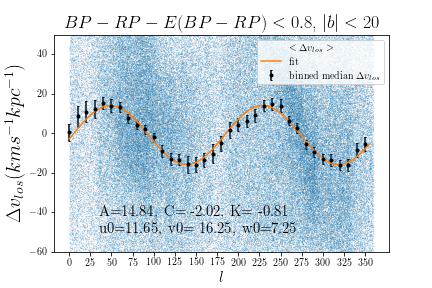 BP − RP − E(BP − RP) < 0.8, |b| < 20
40
20
0
−20
−40
−60
Δv_los(kms^−1kpc^−1)
< Δv_los >
fit
binned median Δv_los
A=14.84, C= -2.02, K= -0.81
u0=11.65, v0= 16.25, w0=7.25
0 25 50 75 100 125 150 175 200 225 250 275 300 325 350
l